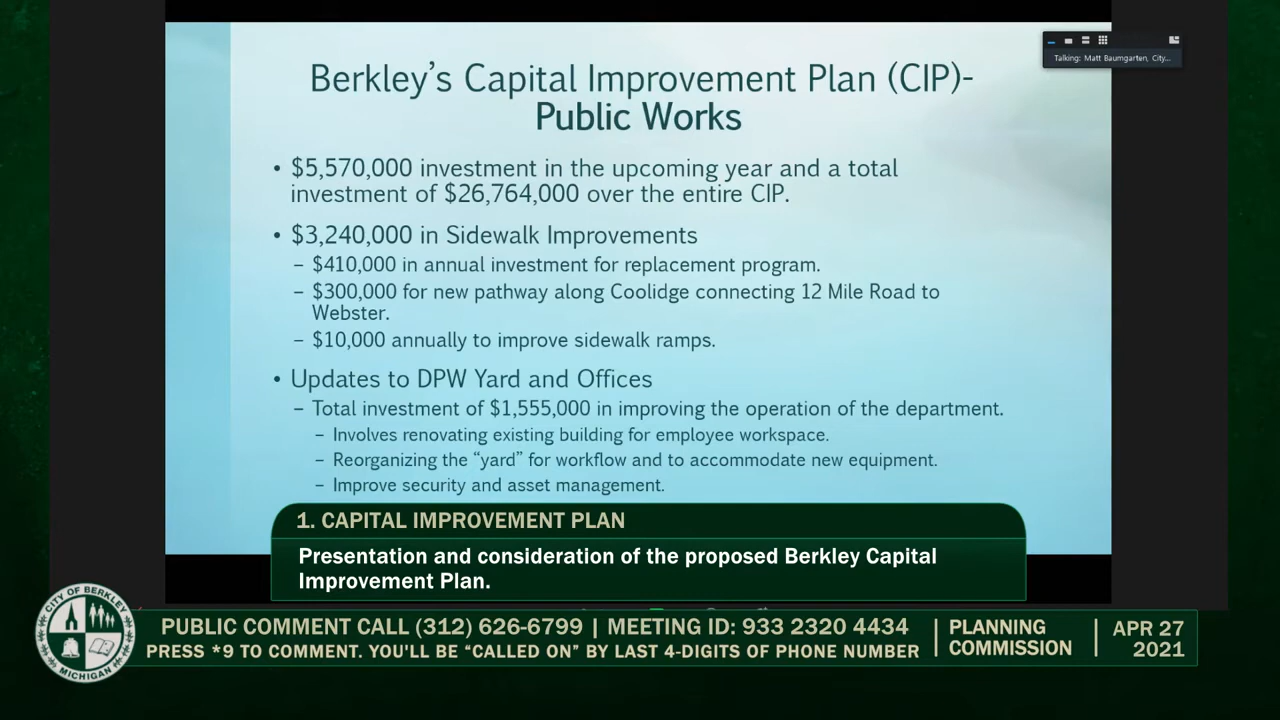 Talking: Matt Baumgarten, City...
Berkley's Capital Improvement Plan (CIP)-
Public Works
• $5,570,000 investment in the upcoming year and a total
investment of $26,764,000 over the entire CIP.
• $3,240,000 in Sidewalk Improvements
– $410,000 in annual investment for replacement program.
– $300,000 for new pathway along Coolidge connecting 12 Mile Road to
Webster.
– $10,000 annually to improve sidewalk ramps.
• Updates to DPW Yard and Offices
– Total investment of $1,555,000 in improving the operation of the department.
– Involves renovating existing building for employee workspace.
– Reorganizing the “yard” for workflow and to accommodate new equipment.
– Improve security and asset management.
1. CAPITAL IMPROVEMENT PLAN
Presentation and consideration of the proposed Berkley Capital
Improvement Plan.
CITY OF BERKLEY
MICHIGAN
PUBLIC COMMENT CALL (312) 626-6799 | MEETING ID: 933 2320 4434
PRESS *9 TO COMMENT. YOU'LL BE “CALLED ON” BY LAST 4-DIGITS OF PHONE NUMBER
PLANNING
COMMISSION
APR 27
2021